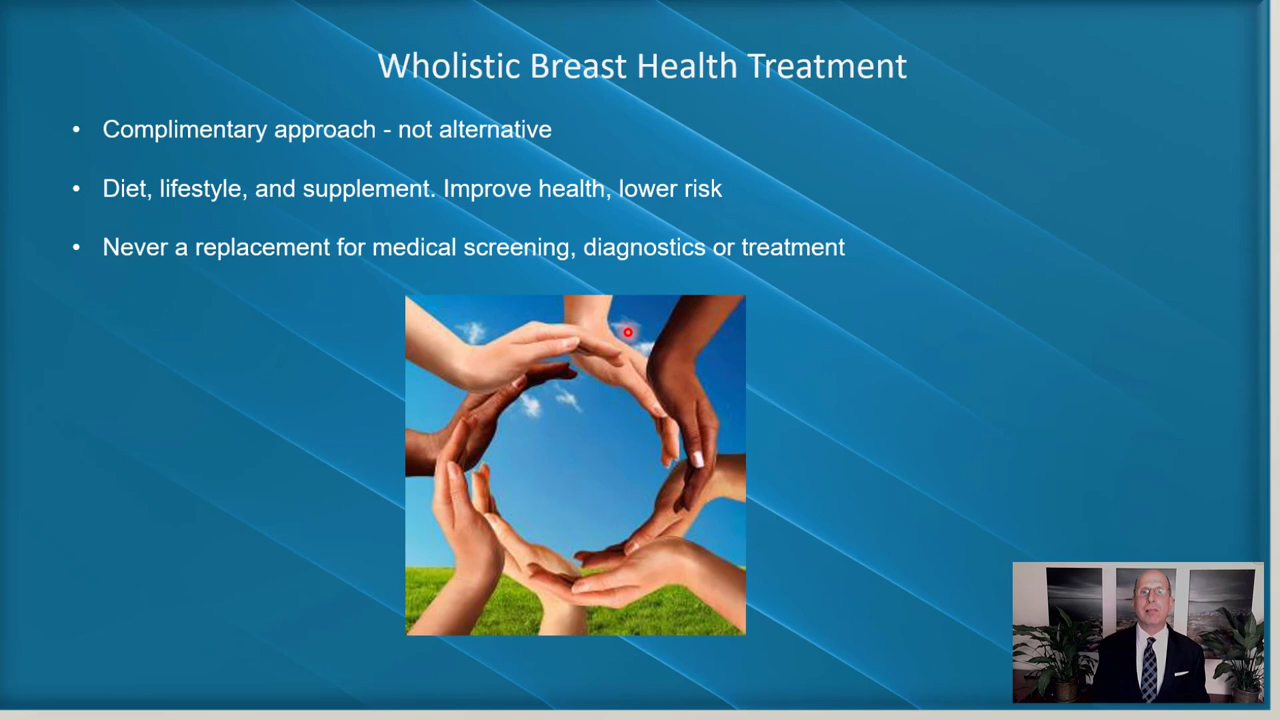 Wholistic Breast Health Treatment
• Complimentary approach - not alternative
• Diet, lifestyle, and supplement. Improve health, lower risk
• Never a replacement for medical screening, diagnostics or treatment